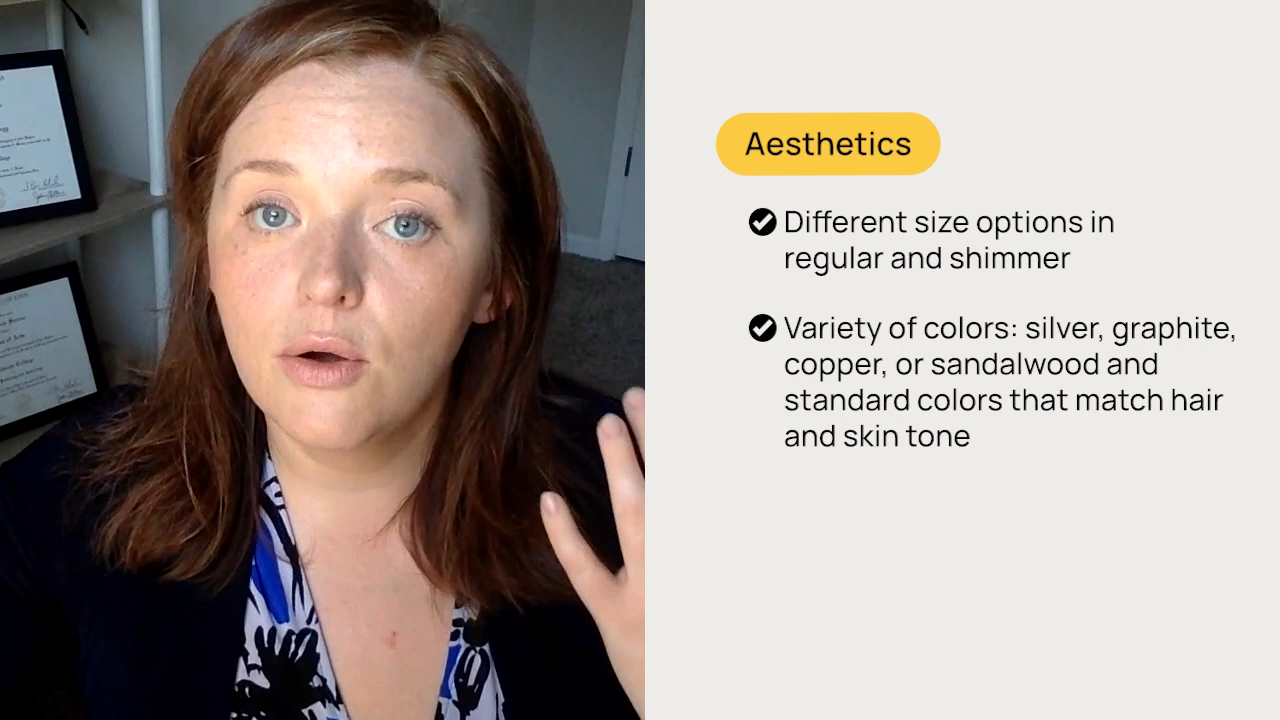 Aesthetics
Different size options in
regular and shimmer
Variety of colors: silver, graphite,
copper, or sandalwood and
standard colors that match hair
and skin tone